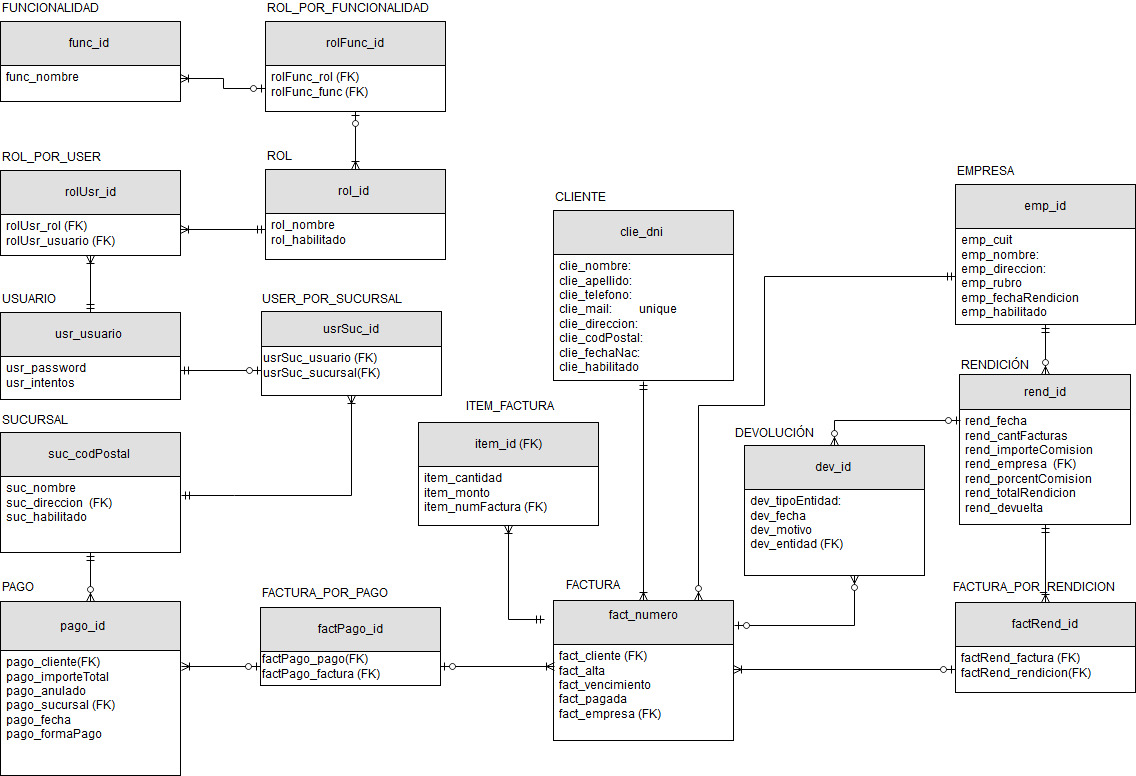 FUNCIONALIDAD
func_id
func_nombre
ROL_POR_FUNCIONALIDAD
rolFunc_id
rolFunc_rol (FK)
rolFunc_func (FK)
ROL_POR_USER
rolUsr_id
rolUsr_rol (FK)
rolUsr_usuario (FK)
ROL
rol_id
rol_nombre
rol_habilitado
USUARIO
usr_usuario
usr_password
usr_intentos
USER_POR_SUCURSAL
usrSuc_id
usrSuc_usuario (FK)
usrSuc_sucursal(FK)
SUCURSAL
suc_codPostal
suc_nombre
suc_direccion (FK)
suc_habilitado
PAGO
pago_id
pago_cliente(FK)
pago_importeTotal
pago_anulado
pago_sucursal (FK)
pago_fecha
pago_formaPago
FACTURA_POR_PAGO
factPago_id
factPago_pago(FK)
factPago_factura (FK)
ITEM_FACTURA
item_id (FK)
item_cantidad
item_monto
item_numFactura (FK)
CLIENTE
clie_dni
clie_nombre:
clie_apellido:
clie_telefono:
clie_mail: unique
clie_direccion:
clie_codPostal:
clie_fechaNac:
clie_habilitado
FACTURA
fact_numero
fact_cliente (FK)
fact_alta
fact_vencimiento
fact_pagada
fact_empresa (FK)
DEVOLUCIÓN
dev_id
dev_tipoEntidad:
dev_fecha
dev_motivo
dev_entidad (FK)
EMPRESA
emp_id
emp_cuit
emp_nombre:
emp_direccion:
emp_rubro
emp_fechaRendicion
emp_habilitado
RENDICIÓN
rend_id
rend_fecha
rend_cantFacturas
rend_importeComision
rend_empresa (FK)
rend_porcentComision
rend_totalRendicion
rend_devuelta
FACTURA_POR_RENDICION
factRend_id
factRend_factura (FK)
factRend_rendicion(FK)